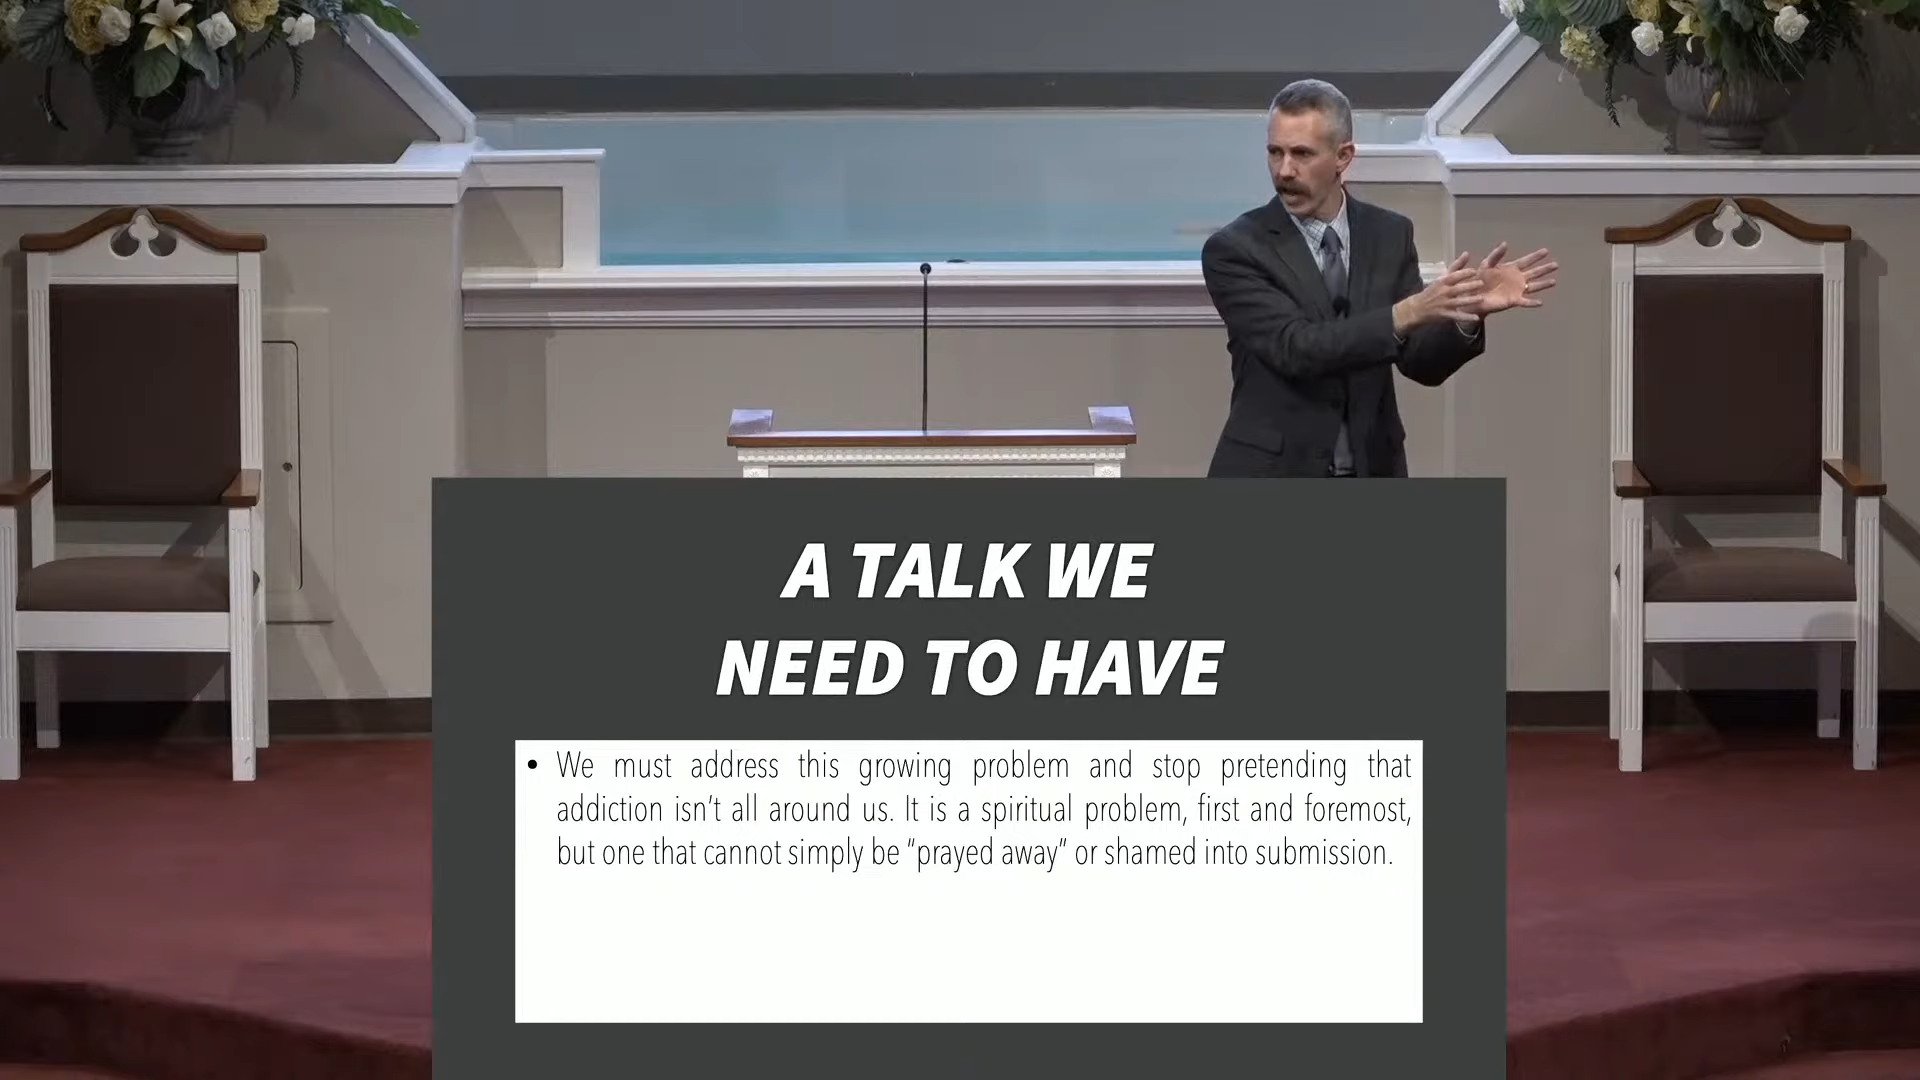 A TALK WE
NEED TO HAVE
• We must address this growing problem and stop pretending that
addiction isn’t all around us. It is a spiritual problem, first and foremost,
but one that cannot simply be “prayed away” or shamed into submission.